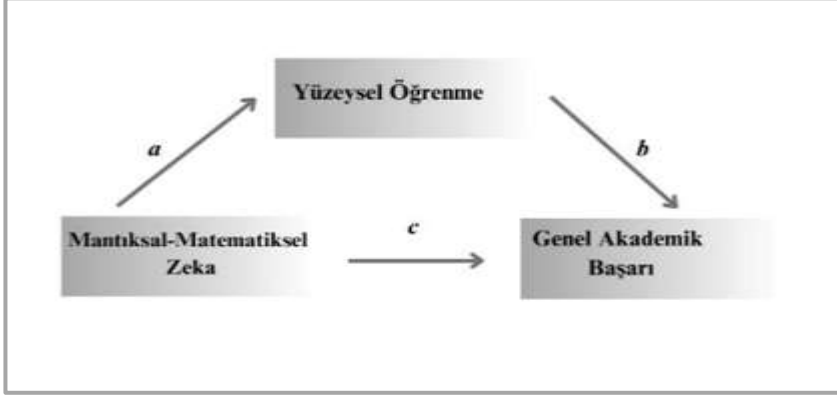 Yüzeysel Öğrenme
a
b
Mantıksal-Matematiksel
Zeka
c
Genel Akademik
Başarı